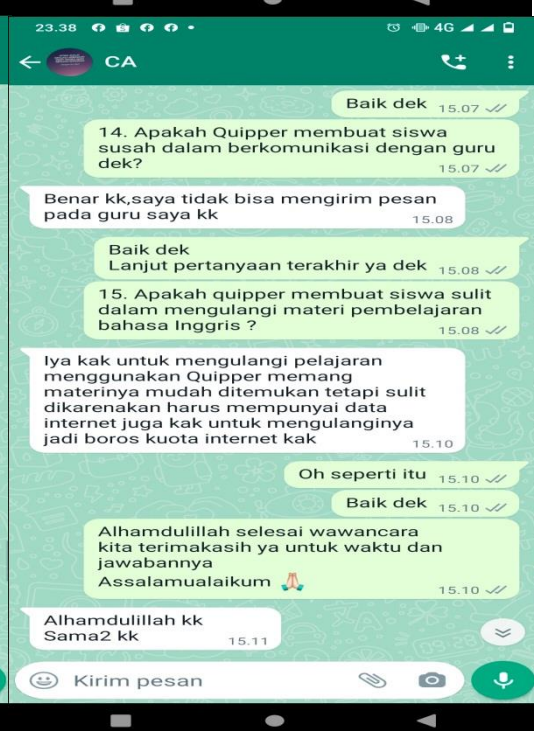 23.38
4G
CA
Baik dek 15.07
14. Apakah Quipper membuat siswa
susah dalam berkomunikasi dengan guru
dek?
15.07
Benar kk,saya tidak bisa mengirim pesan
pada guru saya kk
15.08
Baik dek
Lanjut pertanyaan terakhir ya dek 15.08
15. Apakah quipper membuat siswa sulit
dalam mengulangi materi pembelajaran
bahasa Inggris ?
15.08
Iya kak untuk mengulangi pelajaran
menggunakan Quipper memang
materinya mudah ditemukan tetapi sulit
dikarenakan harus mempunyai data
internet juga kak untuk mengulanginya
jadi boros kuota internet kak
15.10
Oh seperti itu 15.10
Baik dek 15.10
Alhamdulillah selesai wawancara
kita terimakasih ya untuk waktu dan
jawabannya
Assalamualaikum 🙏🏻
15.10
Alhamdulillah kk
Sama2 kk
15.11
Kirim pesan